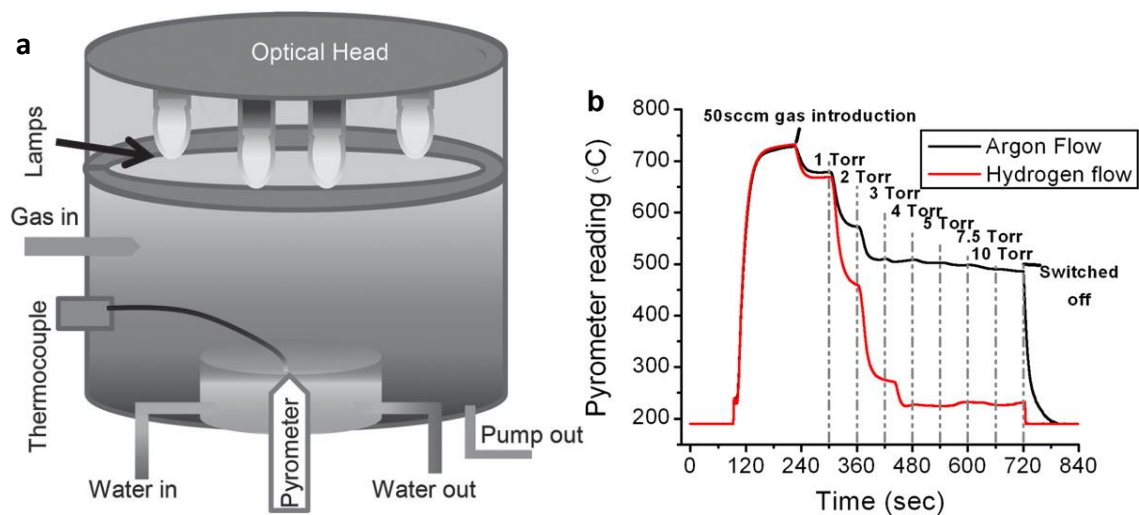 a
Optical Head
Lamps
Gas in
Thermocouple
Pyrometer
Water in
Water out
Pump out
b
50sccm gas introduction
Argon Flow
Hydrogen flow
1 Torr
2 Torr
3 Torr
4 Torr
5 Torr
7.5 Torr
10 Torr
Switched
off
Pyrometer reading (°C)
800
700
600
500
400
300
200
0 120 240 360 480 600 720 840
Time (sec)